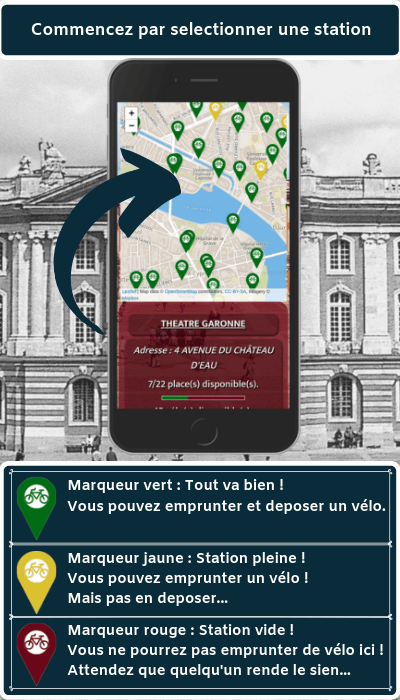 Commencez par selectionner une station
+
−
Leaflet | Map data © OpenStreetMap contributors, CC-BY-SA, Imagery ©
Mapbox
THEATRE GARONNE
Adresse : 4 AVENUE DU CHÂTEAU
D'EAU
7/22 place(s) disponible(s).
Marqueur vert : Tout va bien !
Vous pouvez emprunter et deposer un vélo.
Marqueur jaune : Station pleine !
Vous pouvez emprunter un vélo !
Mais pas en deposer...
Marqueur rouge : Station vide !
Vous ne pourrez pas emprunter de vélo ici !
Attendez que quelqu'un rende le sien...